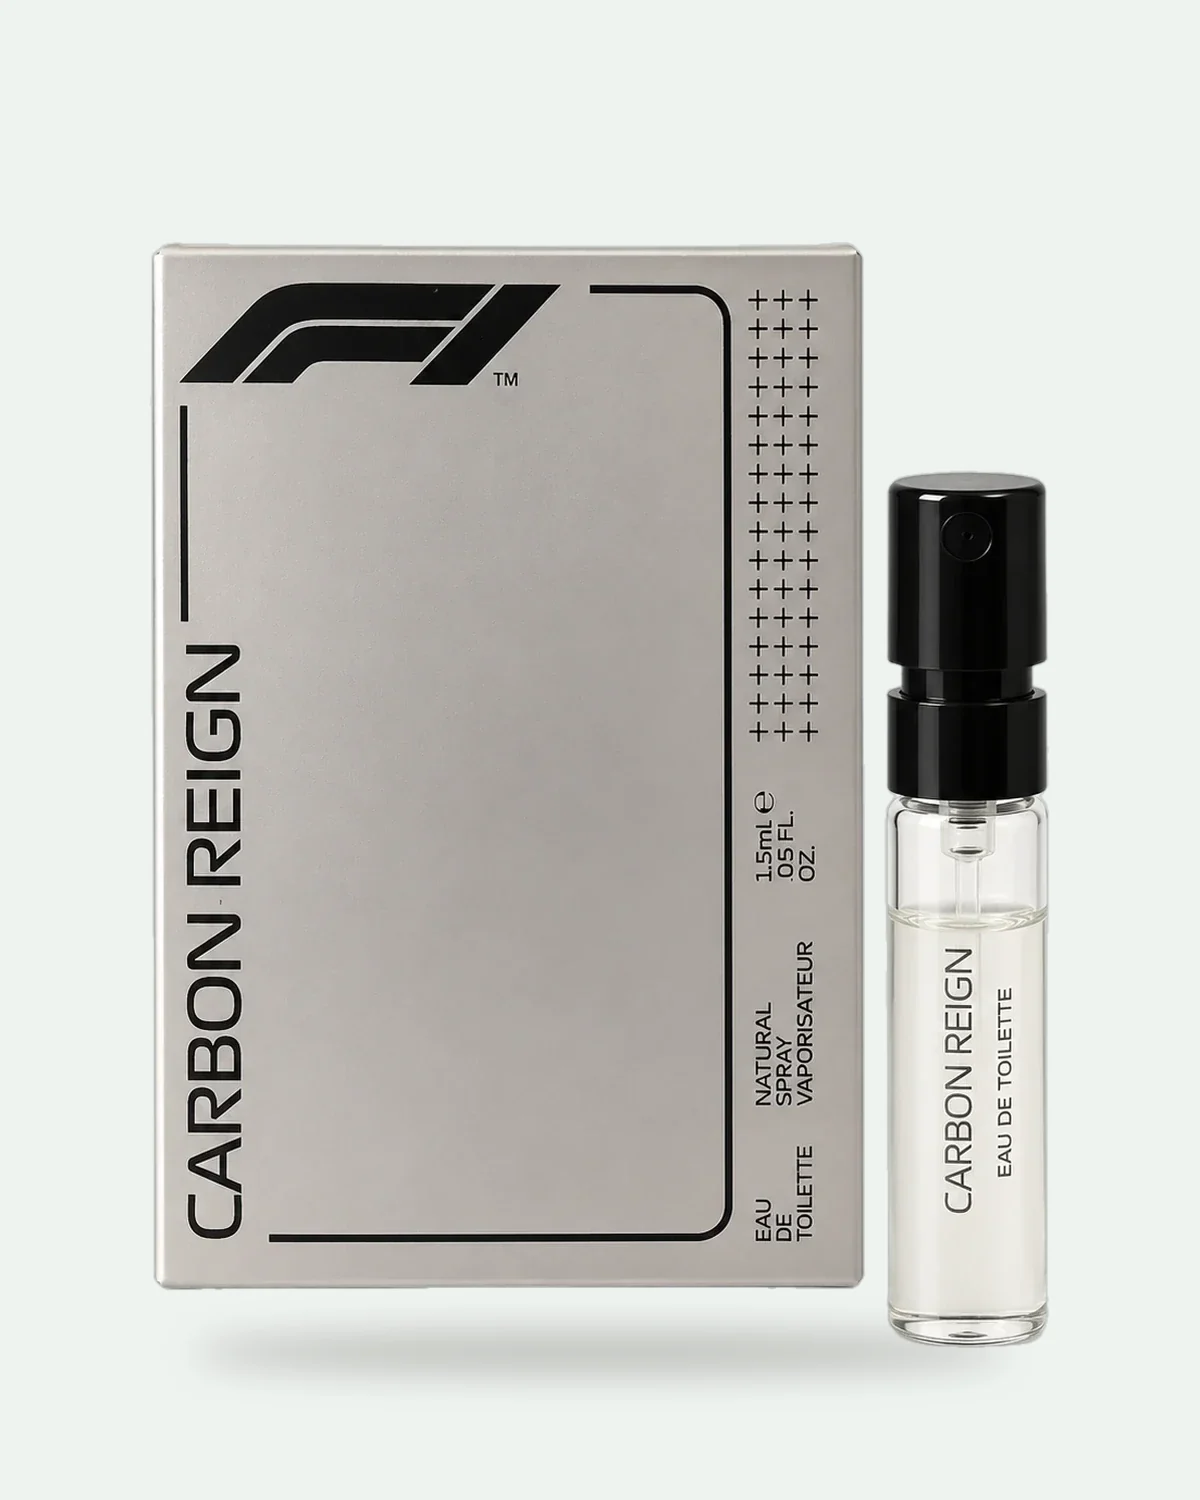 F1
TM
CARBON REIGN
1.5mL ℮
.05 FL.
OZ.
NATURAL
SPRAY
VAPORISATEUR
EAU
DE
TOILETTE
CARBON REIGN
EAU DE TOILETTE